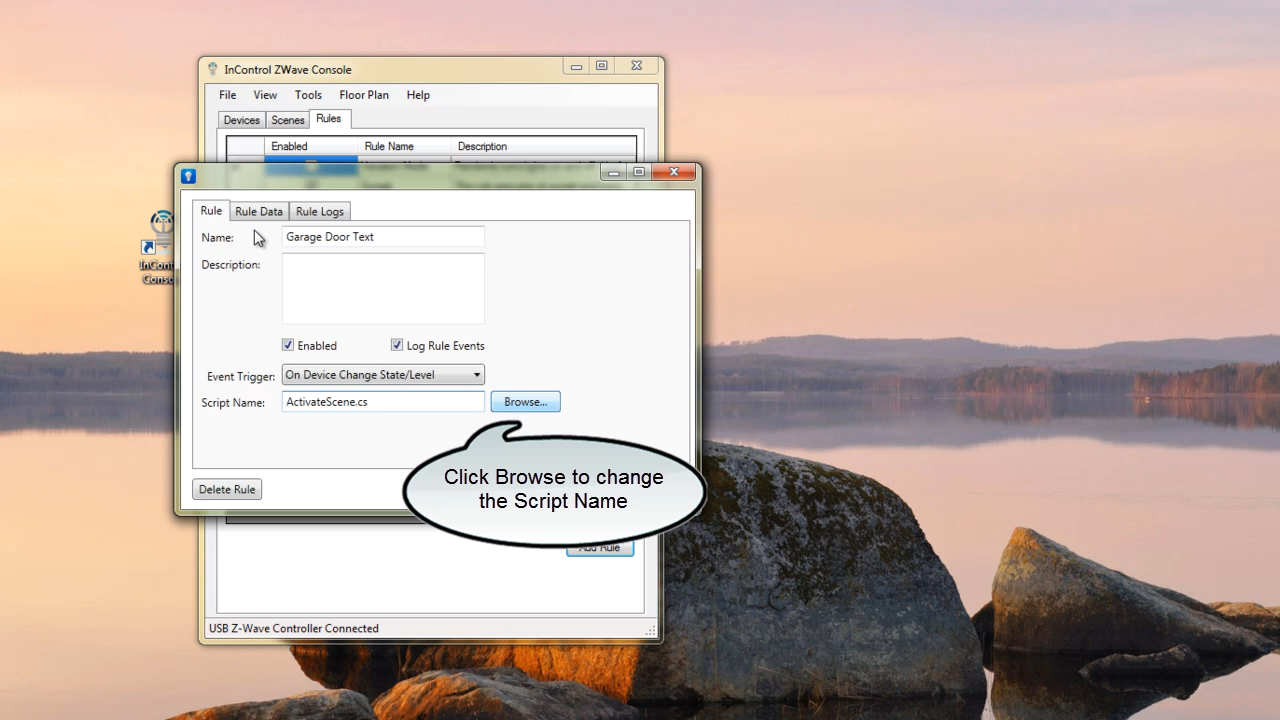 InControl ZWave Console
File View Tools Floor Plan Help
Devices Scenes Rules
Enabled Rule Name Description
Rule Rule Data Rule Logs
Name: Garage Door Text
Description:
Enabled Log Rule Events
Event Trigger: On Device Change State/Level
Script Name: ActivateScene.cs Browse...
Click Browse to change
the Script Name
Delete Rule
Add Rule
USB Z-Wave Controller Connected